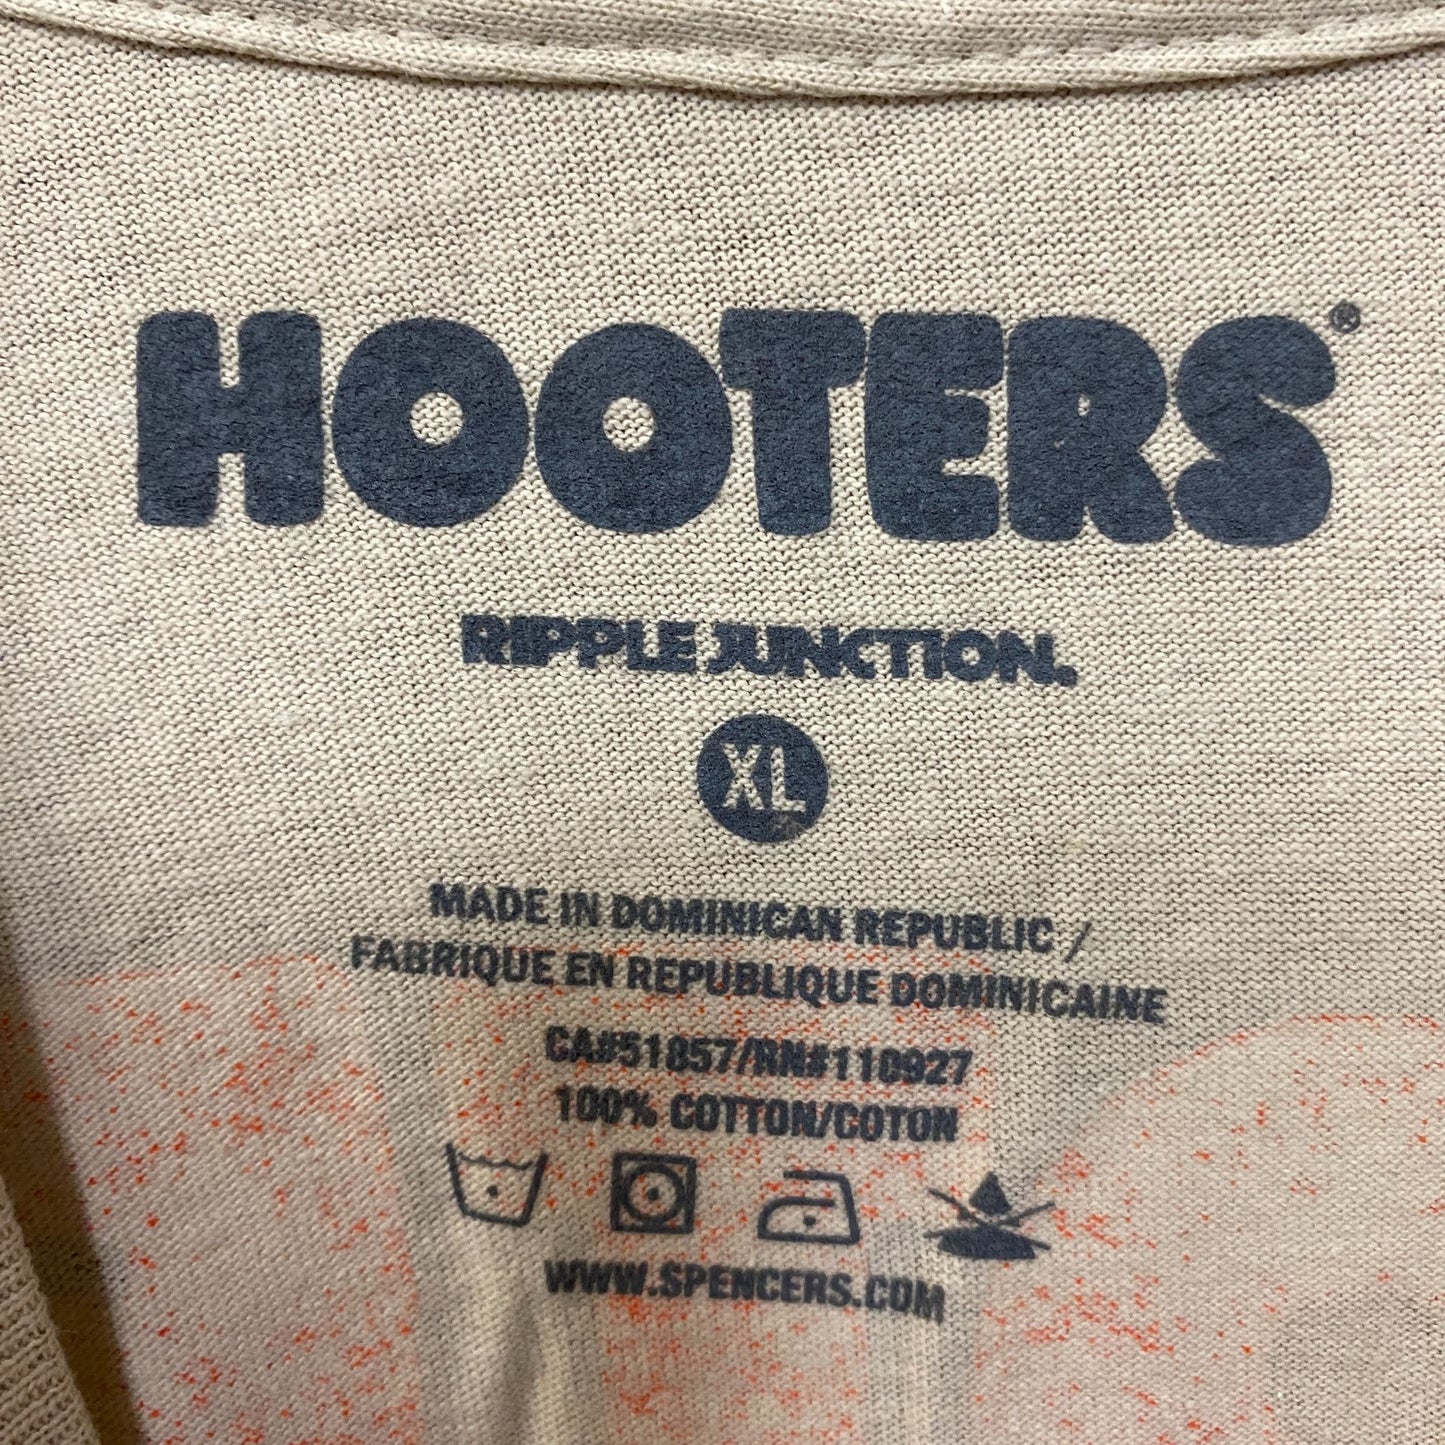 HOOTERS®
RIPPLE JUNCTION.
XL
MADE IN DOMINICAN REPUBLIC /
FABRIQUE EN REPUBLIQUE DOMINICAINE
CA#51857/RN#110927
100% COTTON/COTON
WWW.SPENCERS.COM